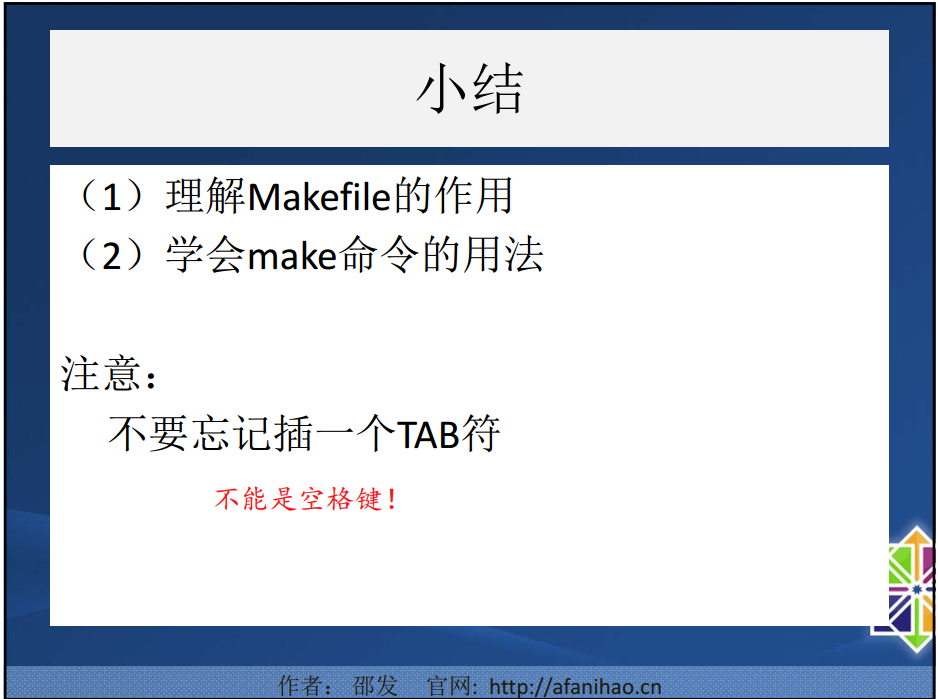 小结
（1）理解Makefile的作用
（2）学会make命令的用法
注意：
不要忘记插一个TAB符
不能是空格键！
作者： 邵发 官网: http://afanihao.cn